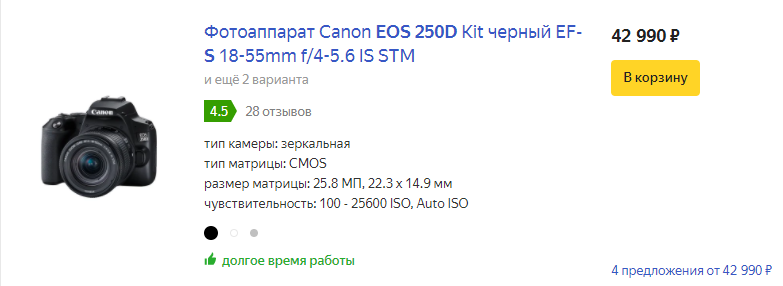 Фотоаппарат Canon EOS 250D Kit черный EF-
S 18-55mm f/4-5.6 IS STM
и ещё 2 варианта
4.5 28 отзывов
тип камеры: зеркальная
тип матрицы: CMOS
размер матрицы: 25.8 МП, 22.3 x 14.9 мм
чувствительность: 100 - 25600 ISO, Auto ISO
долгое время работы
42 990 ₽
В корзину
4 предложения от 42 990 ₽
Canon